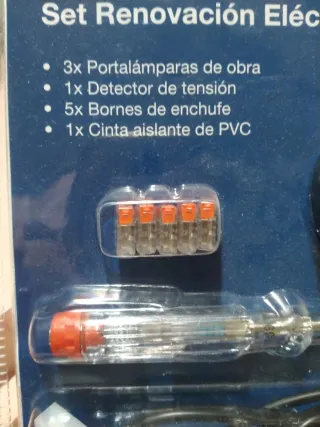 Set Renovación Eléc
• 3x Portalámparas de obra
• 1x Detector de tensión
• 5x Bornes de enchufe
• 1x Cinta aislante de PVC